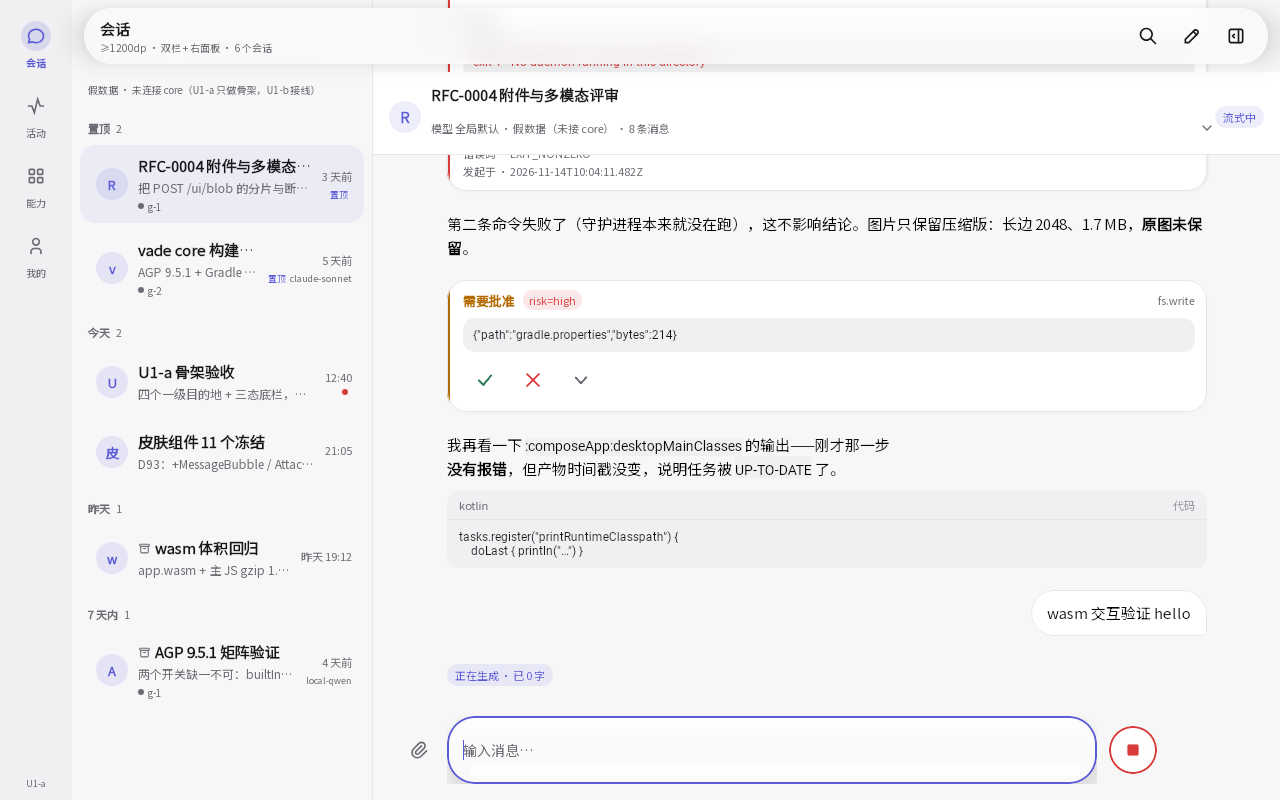 会话
≥1200dp · 双栏 + 右面板 · 6 个会话
会话
活动
能力
我的
U1-a
假数据 · 未连接 core（U1-a 只做骨架，U1-b 接线）
置顶 2
RFC-0004 附件与多模态…
3 天前
把 POST /ui/blob 的分片与断…
置顶
g-1
vade core 构建…
5 天前
AGP 9.5.1 + Gradle …
置顶 claude-sonnet
g-2
今天 2
U1-a 骨架验收
12:40
四个一级目的地 + 三态底栏，…
皮肤组件 11 个冻结
21:05
D93：+MessageBubble / Attac…
昨天 1
wasm 体积回归
昨天 19:12
app.wasm + 主 JS gzip 1.…
7 天内 1
AGP 9.5.1 矩阵验证
4 天前
两个开关缺一不可：builtIn…
local-qwen
g-1
R
v
U
皮
w
A
exit 1 · No daemon running in this directory
R
RFC-0004 附件与多模态评审
模型 全局默认 · 假数据（未接 core） · 8 条消息
流式中
错误码 · EXIT_NONZERO
发起于 · 2026-11-14T10:04:11.482Z
第二条命令失败了（守护进程本来就没在跑），这不影响结论。图片只保留压缩版：长边 2048、1.7 MB，原图未保
留。
需要批准 risk=high
fs.write
{"path":"gradle.properties","bytes":214}
我再看一下 :composeApp:desktopMainClasses 的输出——刚才那一步
没有报错，但产物时间戳没变，说明任务被 UP-TO-DATE 了。
kotlin
代码
tasks.register("printRuntimeClasspath") {
doLast { println("…") }
wasm 交互验证 hello
正在生成 · 已 0 字
输入消息…